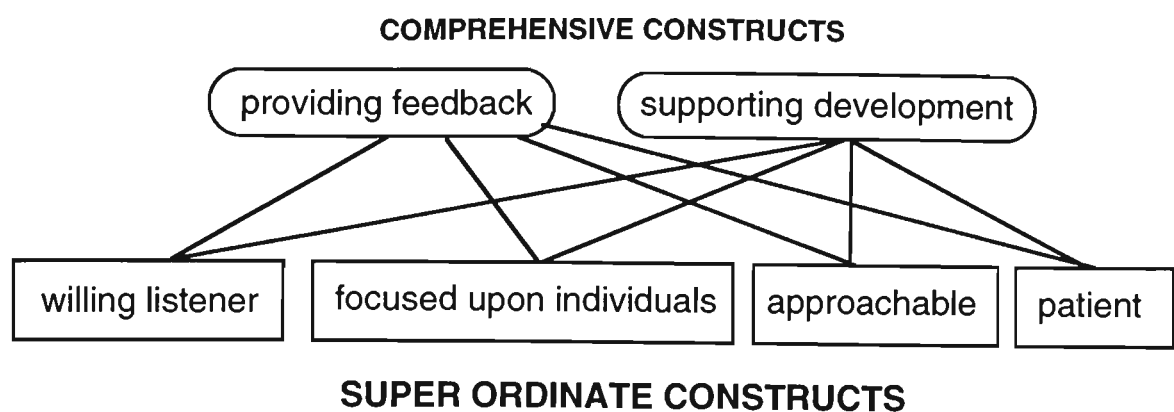 COMPREHENSIVE CONSTRUCTS
providing feedback
supporting development
willing listener
focused upon individuals
approachable
patient
SUPER ORDINATE CONSTRUCTS